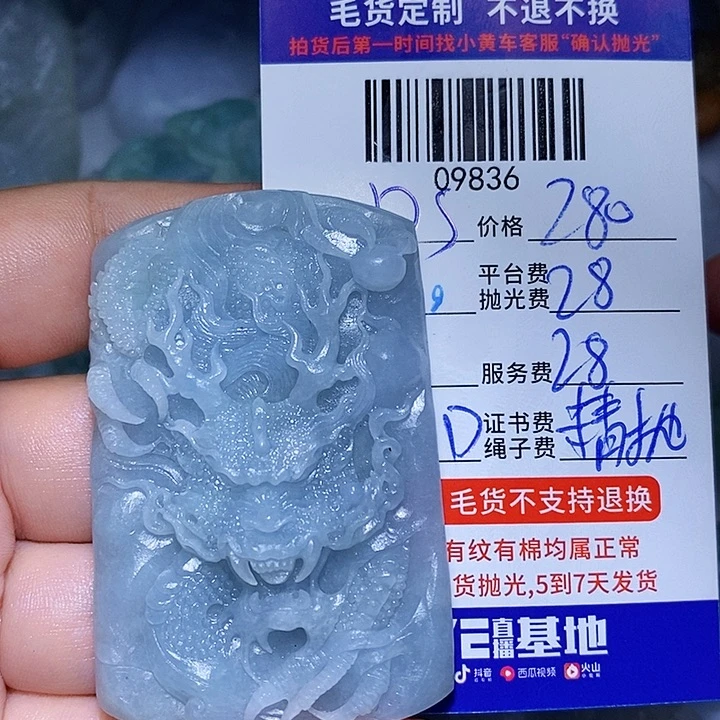 毛货定制 不退不换
拍货后第一时间找小黄车客服“确认抛光”
09836
价格 280
平台费
抛光费 28
服务费 28
D 证书费
绳子费 精抛
毛货不支持退换
有纹有棉均属正常
货抛光,5到7天发货
直播基地
抖音 西瓜视频 火山